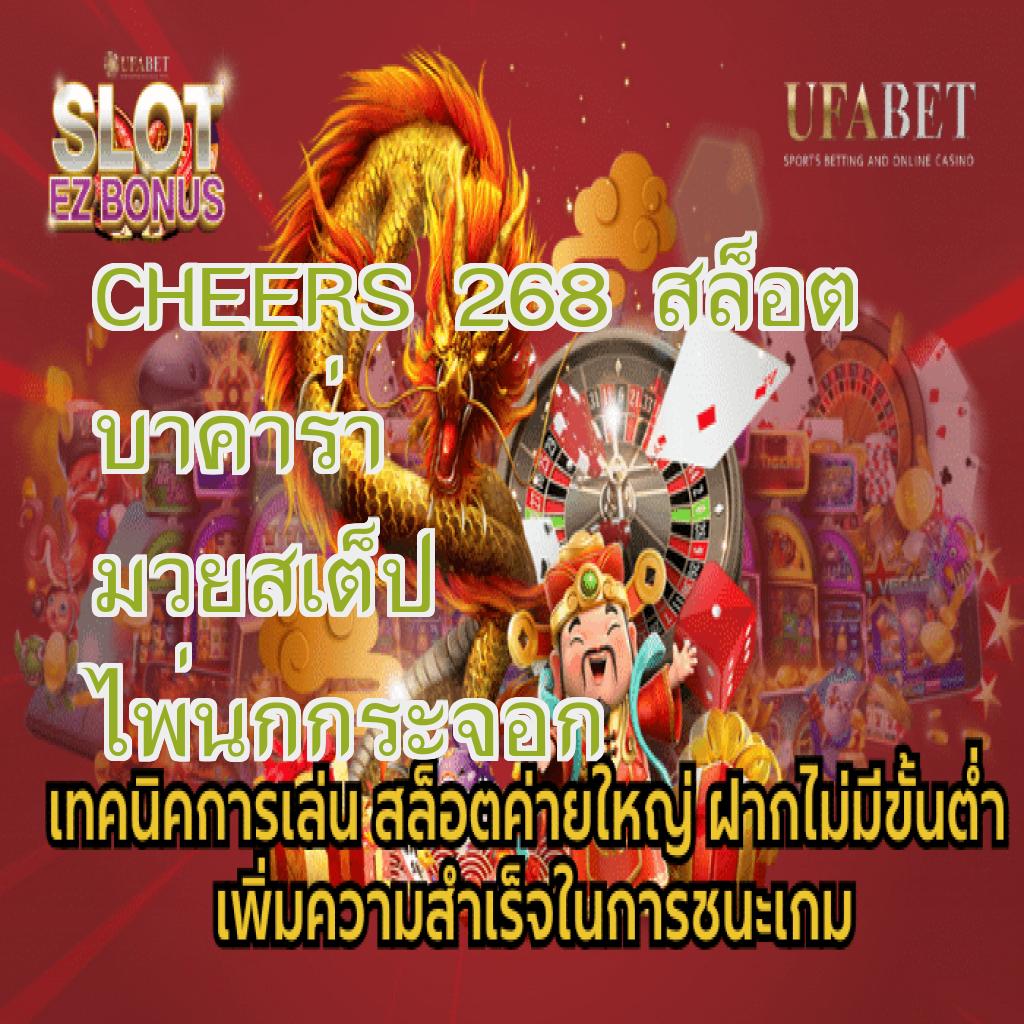 UFABET
SLOT
EZ BONUS
UFABET
SPORTS BETTING AND ONLINE CASINO
CHEERS 268 สล็อต
บาคาร่า
มวยสเต็ป
ไพ่นกกระจอก
เทคนิคการเล่น สล็อตค่ายใหญ่ ฝากไม่มีขั้นต่ำ
เพิ่มความสำเร็จในการชนะเกม